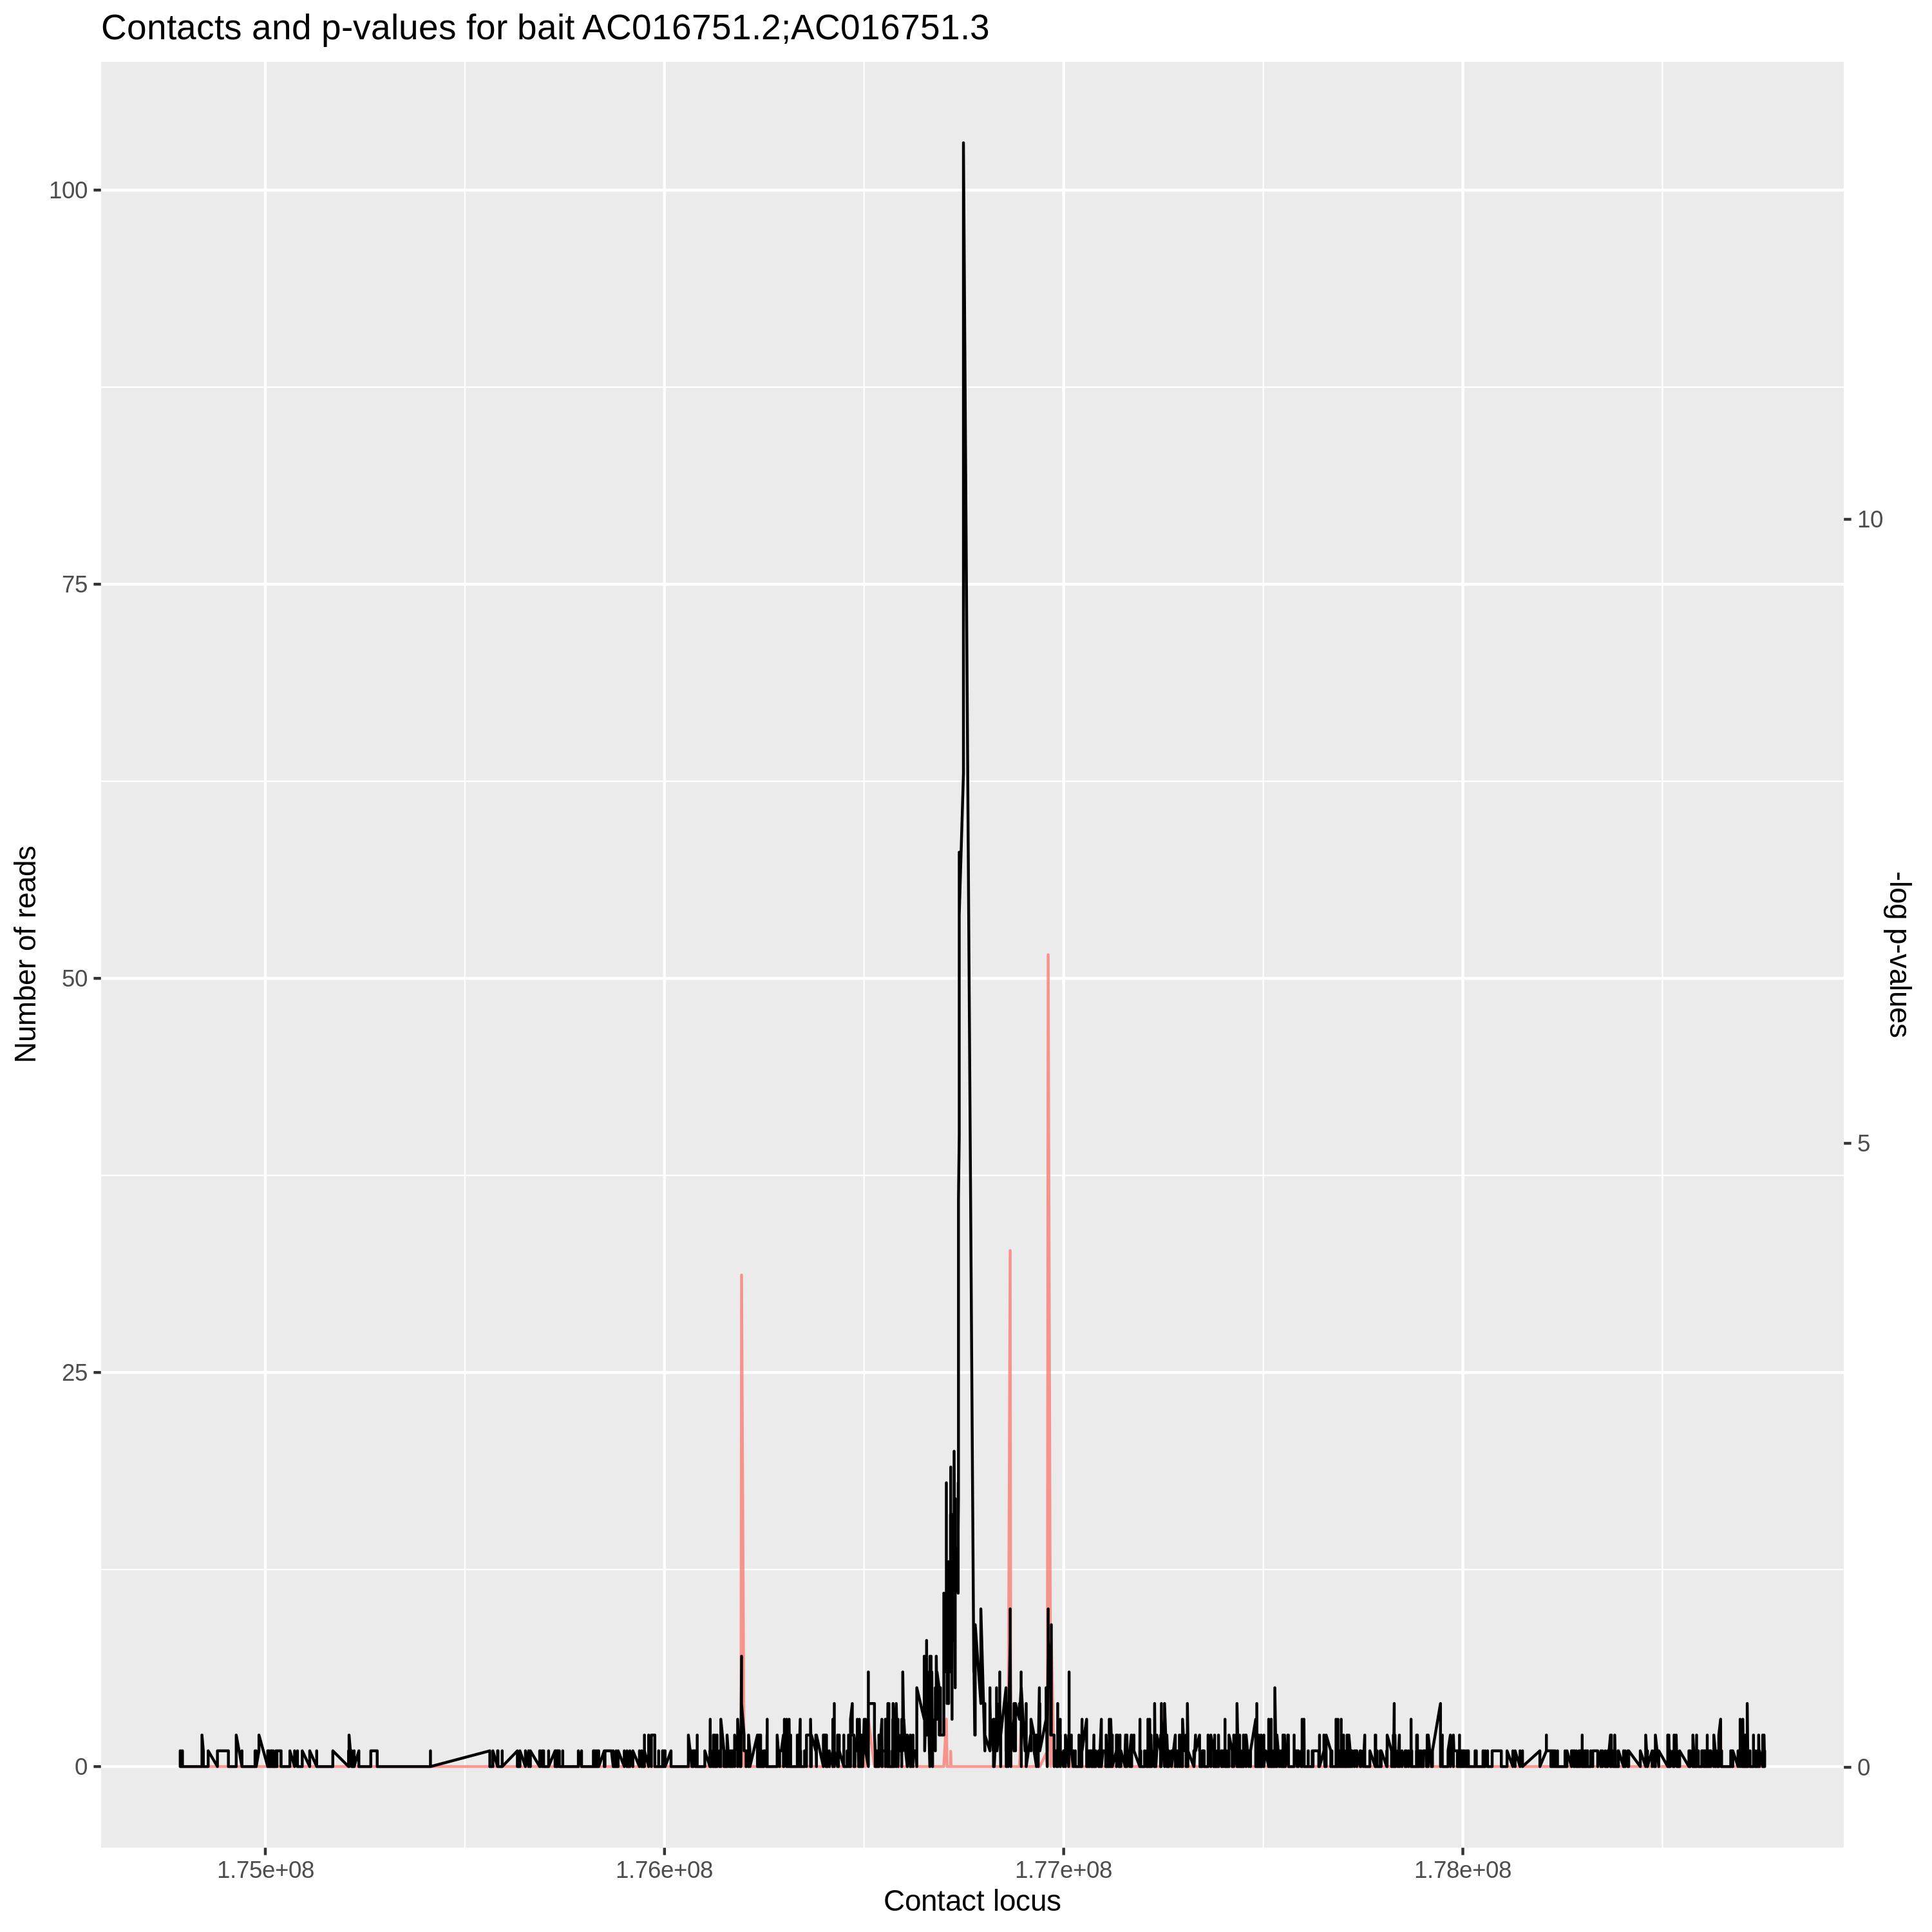 Contacts and p-values for bait AC016751.2;AC016751.3
100
75
50
25
0
Number of reads
10
5
0
-log p-values
1.75e+08
1.76e+08
1.77e+08
1.78e+08
Contact locus